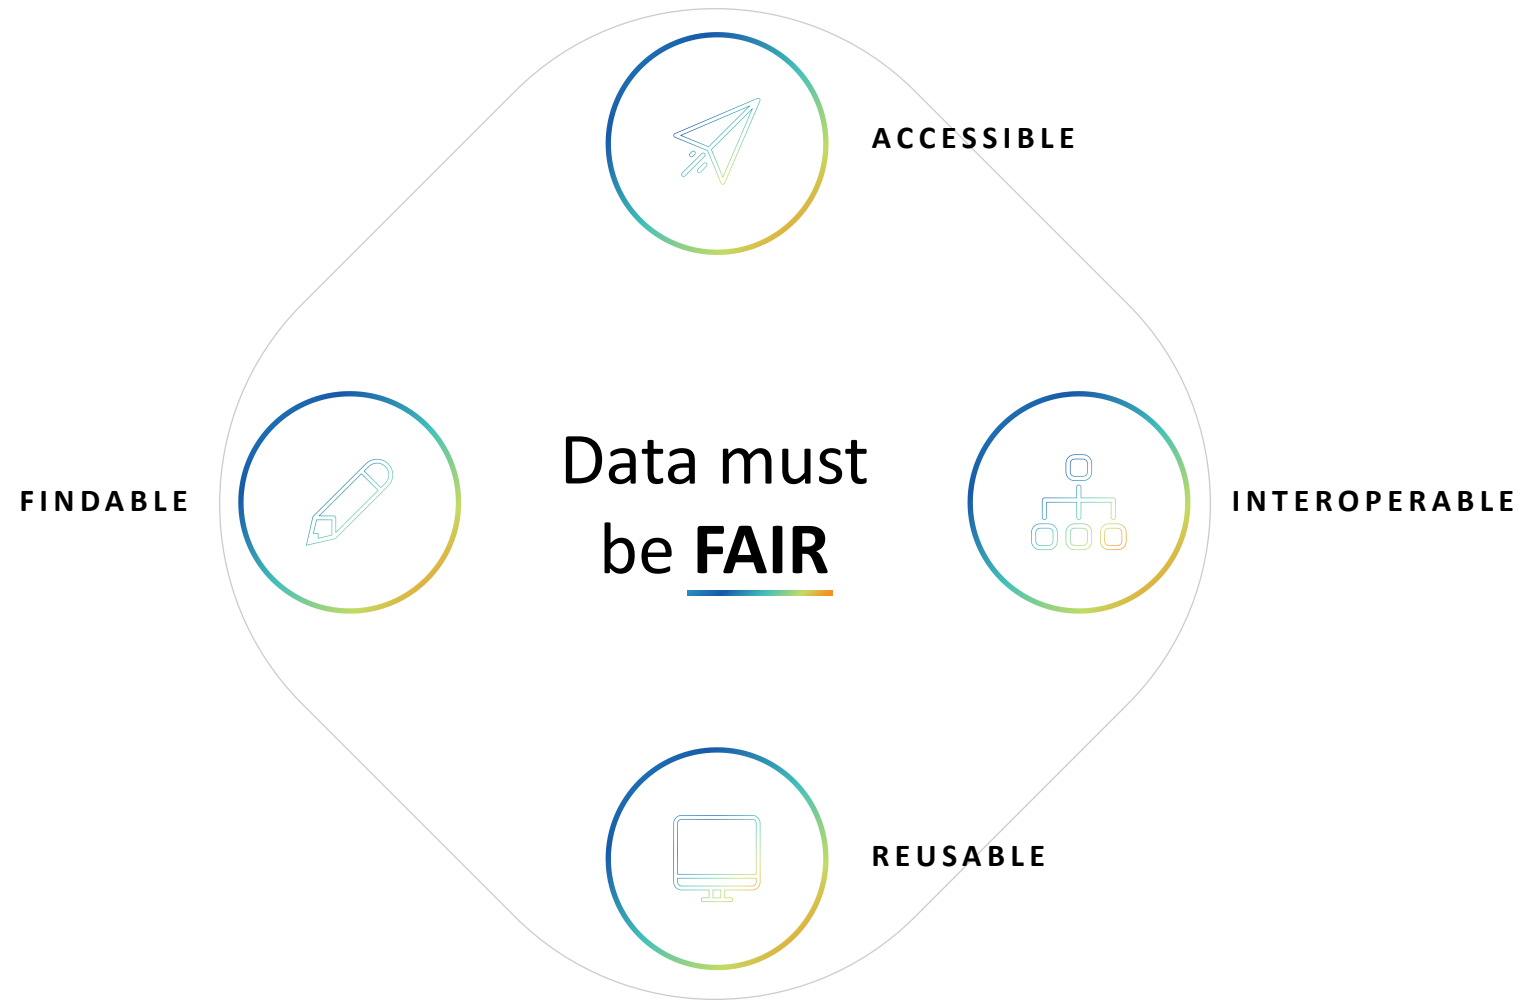 ACCESSIBLE
FINDABLE
Data must
be FAIR
INTEROPERABLE
REUSABLE